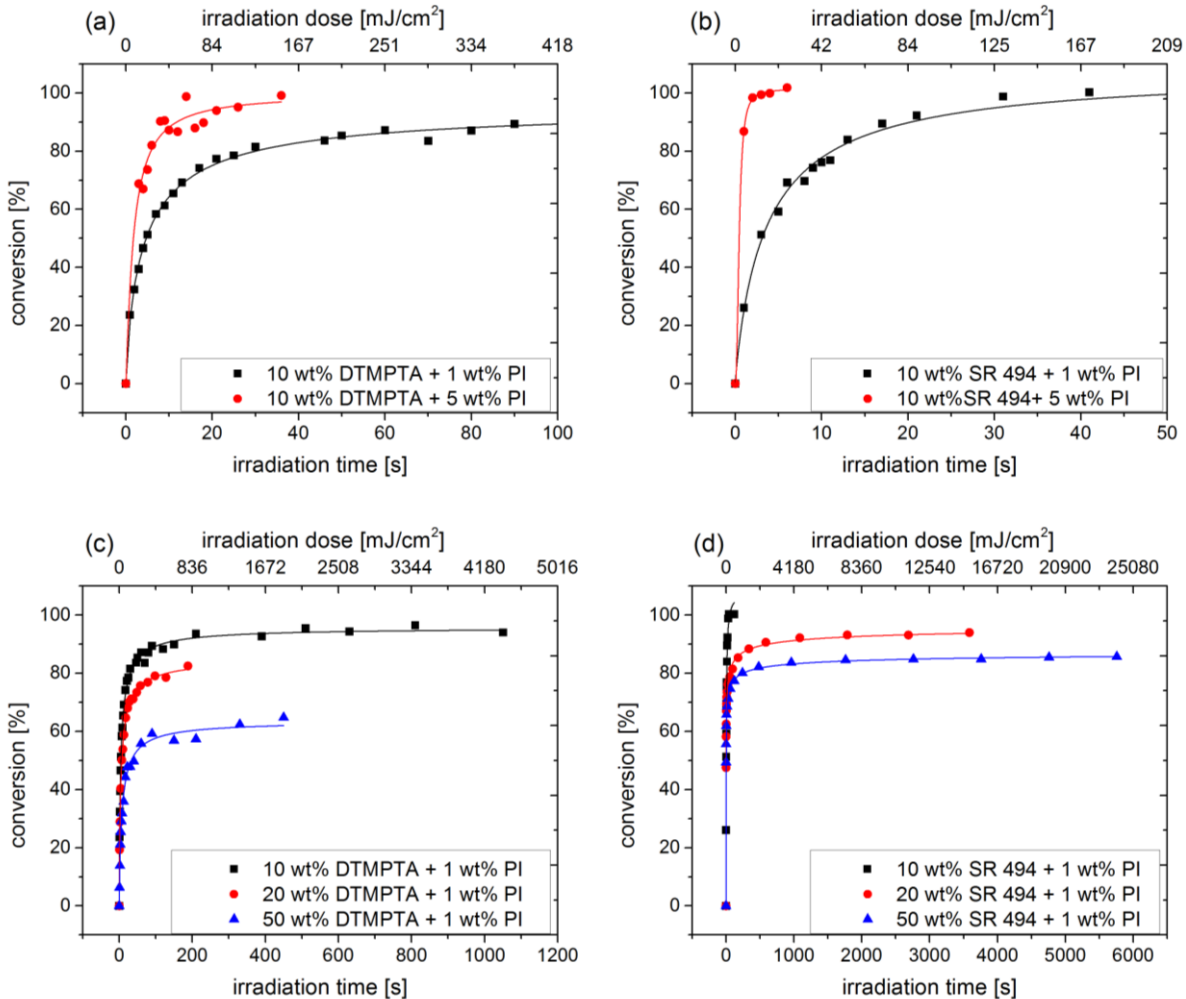 (a)
irradiation dose [mJ/cm²]
0 84 167 251 334 418
conversion [%]
100
80
60
40
20
0
10 wt% DTMPTA + 1 wt% PI
10 wt% DTMPTA + 5 wt% PI
0 20 40 60 80 100
irradiation time [s]
(b)
irradiation dose [mJ/cm²]
0 42 84 125 167 209
conversion [%]
100
80
60
40
20
0
10 wt% SR 494 + 1 wt% PI
10 wt%SR 494+ 5 wt% PI
0 10 20 30 40 50
irradiation time [s]
(c)
irradiation dose [mJ/cm²]
0 836 1672 2508 3344 4180 5016
conversion [%]
100
80
60
40
20
0
10 wt% DTMPTA + 1 wt% PI
20 wt% DTMPTA + 1 wt% PI
50 wt% DTMPTA + 1 wt% PI
0 200 400 600 800 1000 1200
irradiation time [s]
(d)
irradiation dose [mJ/cm²]
0 4180 8360 12540 16720 20900 25080
conversion [%]
100
80
60
40
20
0
10 wt% SR 494 + 1 wt% PI
20 wt% SR 494 + 1 wt% PI
50 wt% SR 494 + 1 wt% PI
0 1000 2000 3000 4000 5000 6000
irradiation time [s]